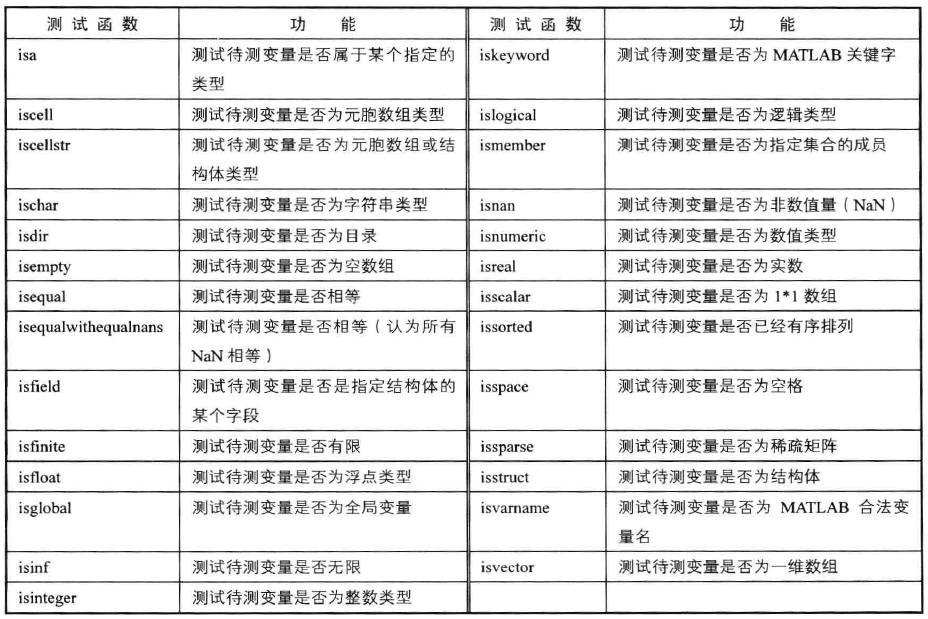 测试函数 功能 测试函数 功能
isa 测试待测变量是否属于某个指定的 iskeyword 测试待测变量是否为 MATLAB 关键字
类型
iscell 测试待测变量是否为元胞数组类型 islogical 测试待测变量是否为逻辑类型
iscellstr 测试待测变量是否为元胞数组或结 ismember 测试待测变量是否为指定集合的成员
构体类型
ischar 测试待测变量是否为字符串类型 isnan 测试待测变量是否为非数值量（NaN）
isdir 测试待测变量是否为目录 isnumeric 测试待测变量是否为数值类型
isempty 测试待测变量是否为空数组 isreal 测试待测变量是否为实数
isequal 测试待测变量是否相等 isscalar 测试待测变量是否为 1*1 数组
isequalwithequalnans 测试待测变量是否相等（认为所有 issorted 测试待测变量是否已经有序排列
NaN 相等）
isfield 测试待测变量是否是指定结构体的 isspace 测试待测变量是否为空格
某个字段
isfinite 测试待测变量是否有限 issparse 测试待测变量是否为稀疏矩阵
isfloat 测试待测变量是否为浮点类型 isstruct 测试待测变量是否为结构体
isglobal 测试待测变量是否为全局变量 isvarname 测试待测变量是否为 MATLAB 合法变
量名
isinf 测试待测变量是否无限 isvector 测试待测变量是否为一维数组
isinteger 测试待测变量是否为整数类型